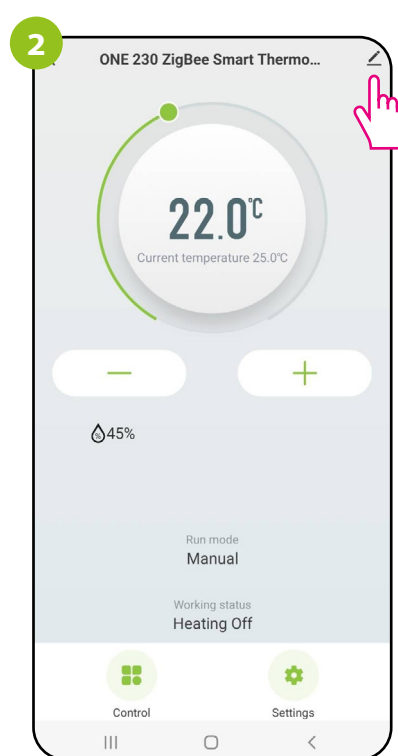 2
ONE 230 ZigBee Smart Thermo...
22.0°C
Current temperature 25.0°C
45%
Run mode
Manual
Working status
Heating Off
Control Settings